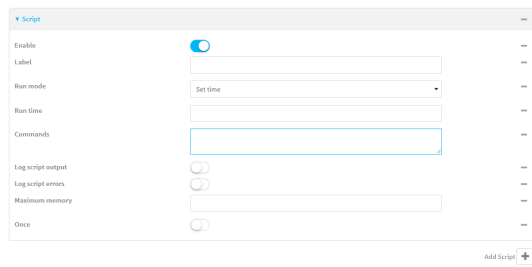 Script
Enable
Label
Run mode
Set time
Run time
Commands
Log script output
Log script errors
Maximum memory
Once
Add Script